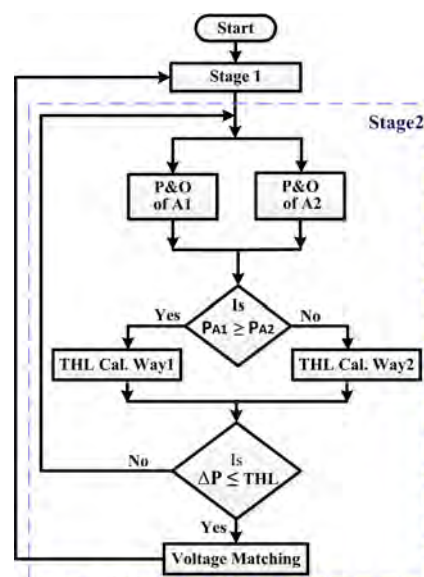 Start
Stage 1
Stage2
P&O
of A1
P&O
of A2
Is
PA1 ≥ PA2
Yes
No
THL Cal. Way1
THL Cal. Way2
Is
ΔP ≤ THL
No
Yes
Voltage Matching